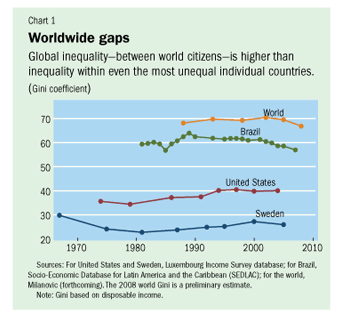 Chart 1
Worldwide gaps
Global inequality—between world citizens—is higher than
inequality within even the most unequal individual countries.
(Gini coefficient)
World
70
Brazil
60
50
United States
40
30
Sweden
20
1970 1980 1990 2000 2010
Sources: For United States and Sweden, Luxembourg Income Survey database; for Brazil,
Socio-Economic Database for Latin America and the Caribbean (SEDLAC); for the world,
Milanovic (forthcoming). The 2008 world Gini is a preliminary estimate.
Note: Gini based on disposable income.